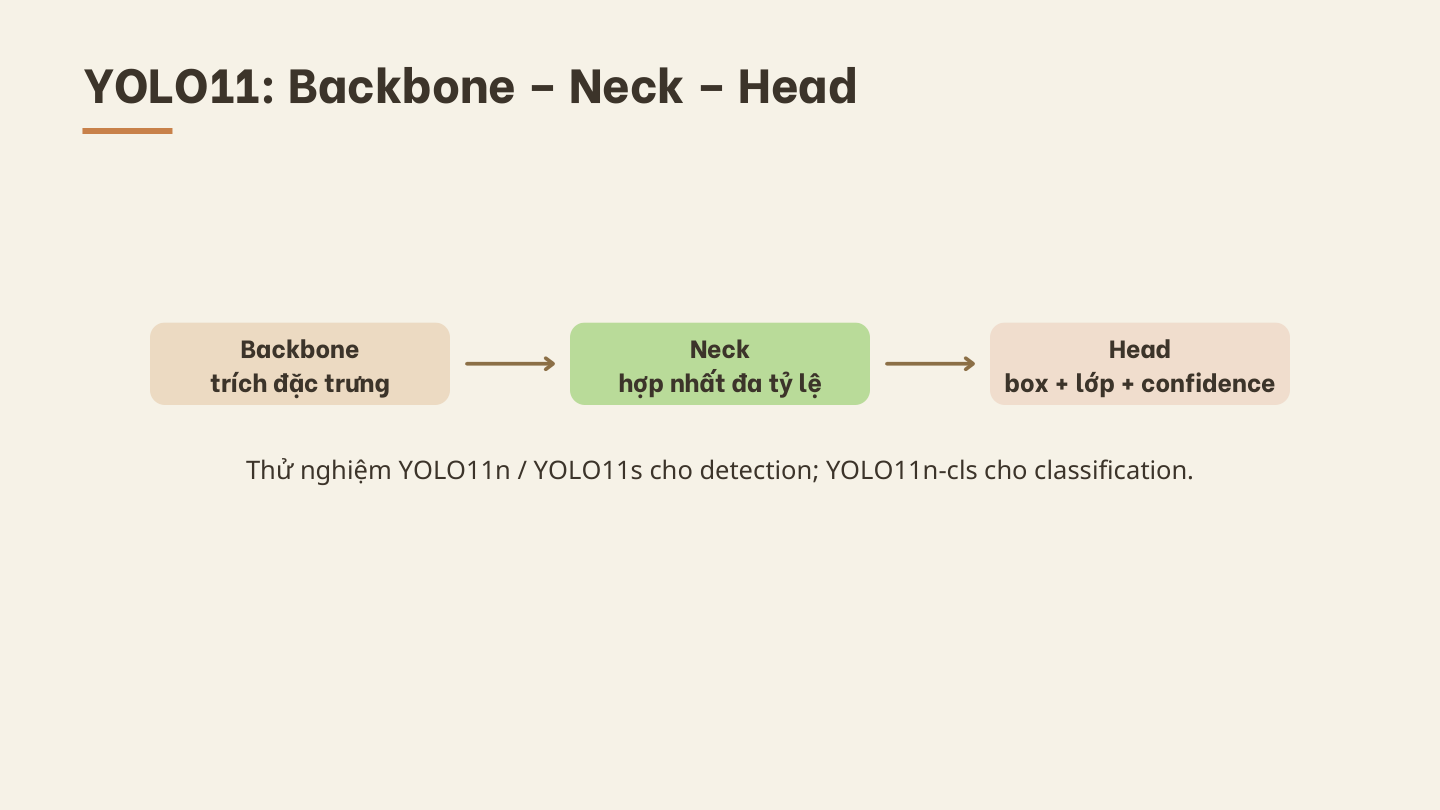 YOLO11: Backbone – Neck – Head
Backbone
trích đặc trưng
Neck
hợp nhất đa tỷ lệ
Head
box + lớp + confidence
Thử nghiệm YOLO11n / YOLO11s cho detection; YOLO11n-cls cho classification.